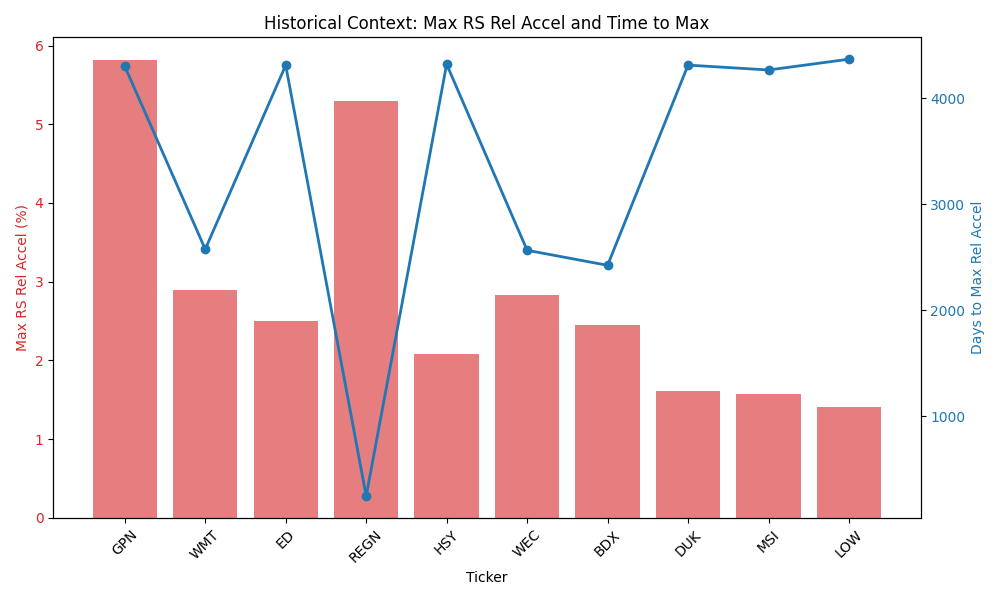 Historical Context: Max RS Rel Accel and Time to Max
Max RS Rel Accel (%)
6
5
4
3
2
1
0
4000
3000
2000
1000
Days to Max Rel Accel
GPN
WMT
ED
REGN
HSY
WEC
BDX
DUK
MSI
LOW
Ticker